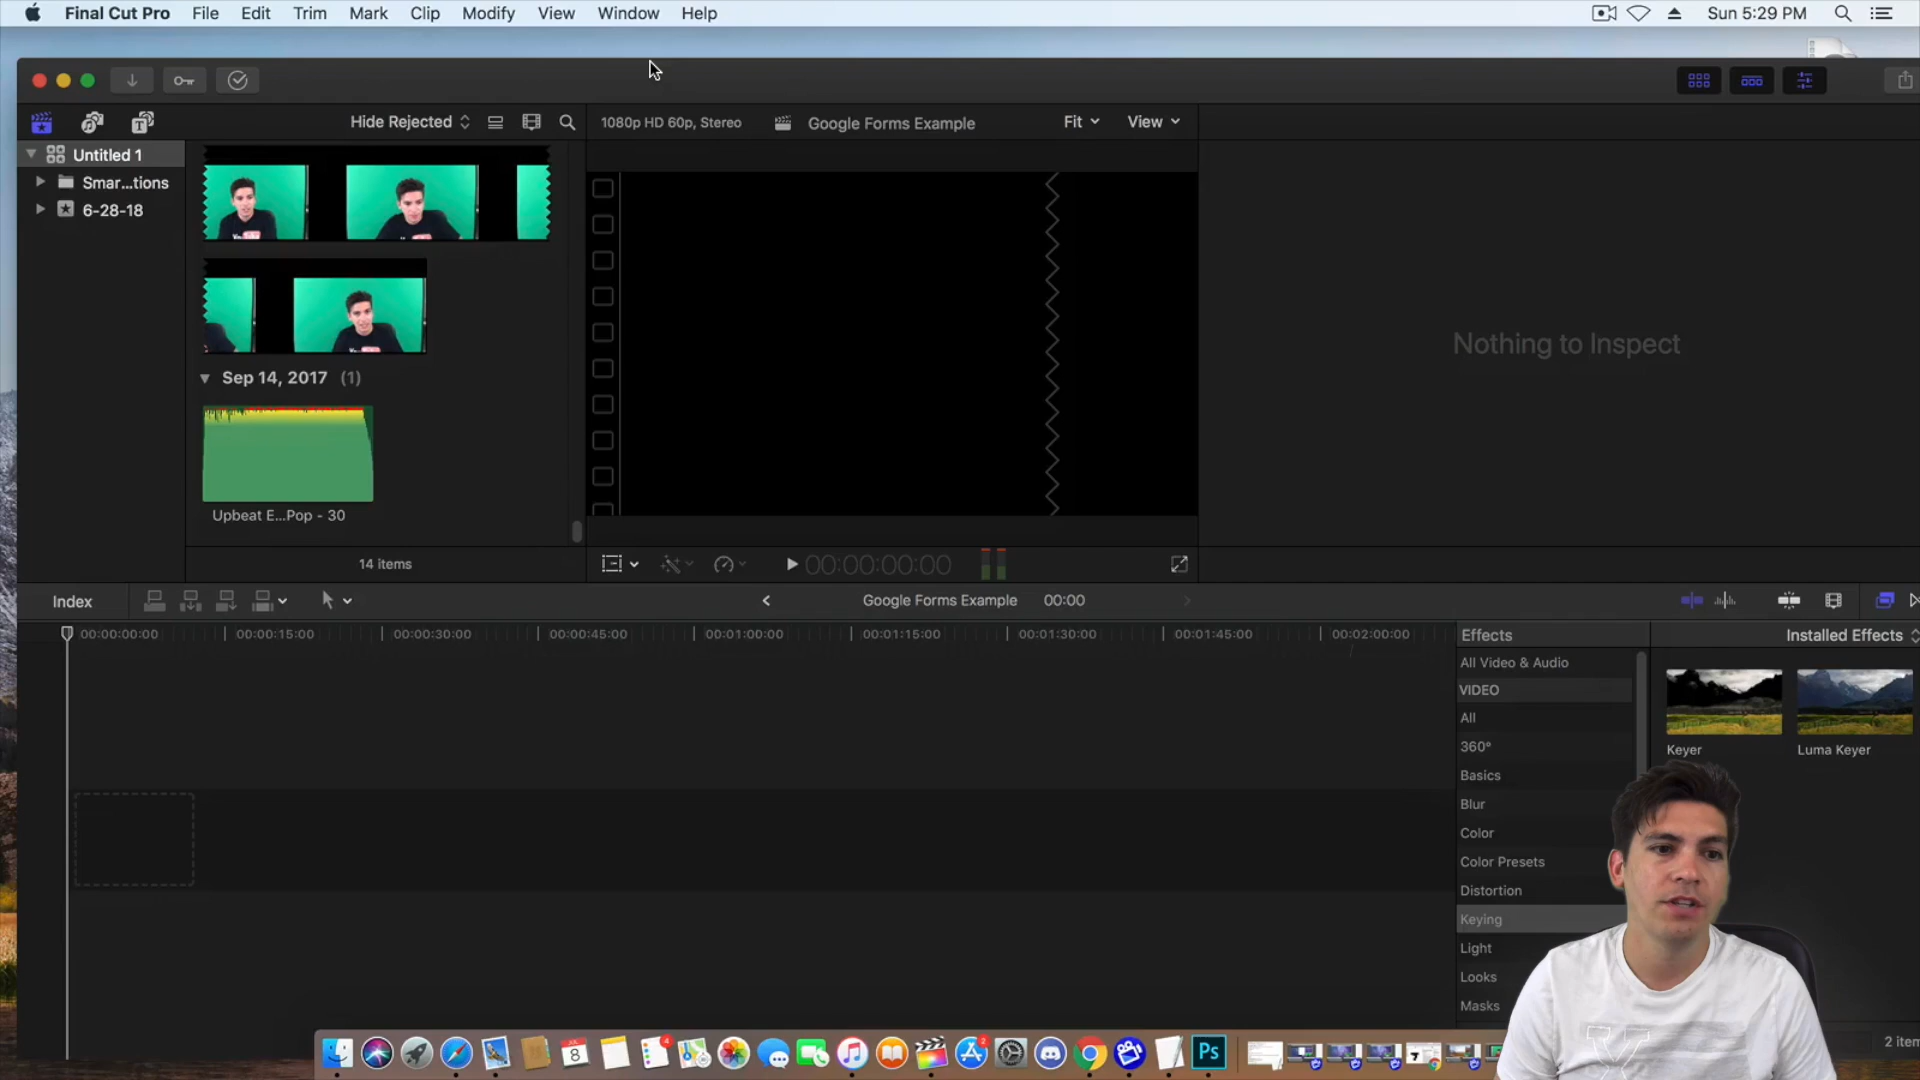 Final Cut Pro File Edit Trim Mark Clip Modify View Window Help Sun 5:29 PM
Hide Rejected 1080p HD 60p, Stereo Google Forms Example Fit View
Untitled 1
Smar...tions
6-28-18
Sep 14, 2017 (1)
Upbeat E...Pop - 30
14 items
00:00:00:00
Nothing to Inspect
Index Google Forms Example 00:00
00:00:00:00 00:00:15:00 00:00:30:00 00:00:45:00 00:01:00:00 00:01:15:00 00:01:30:00 00:01:45:00 00:02:00:00
Effects Installed Effects
All Video & Audio
VIDEO
All
360°
Basics
Blur
Color
Color Presets
Distortion
Keying
Light
Looks
Masks
Keyer Luma Keyer
8
4
2
Ps